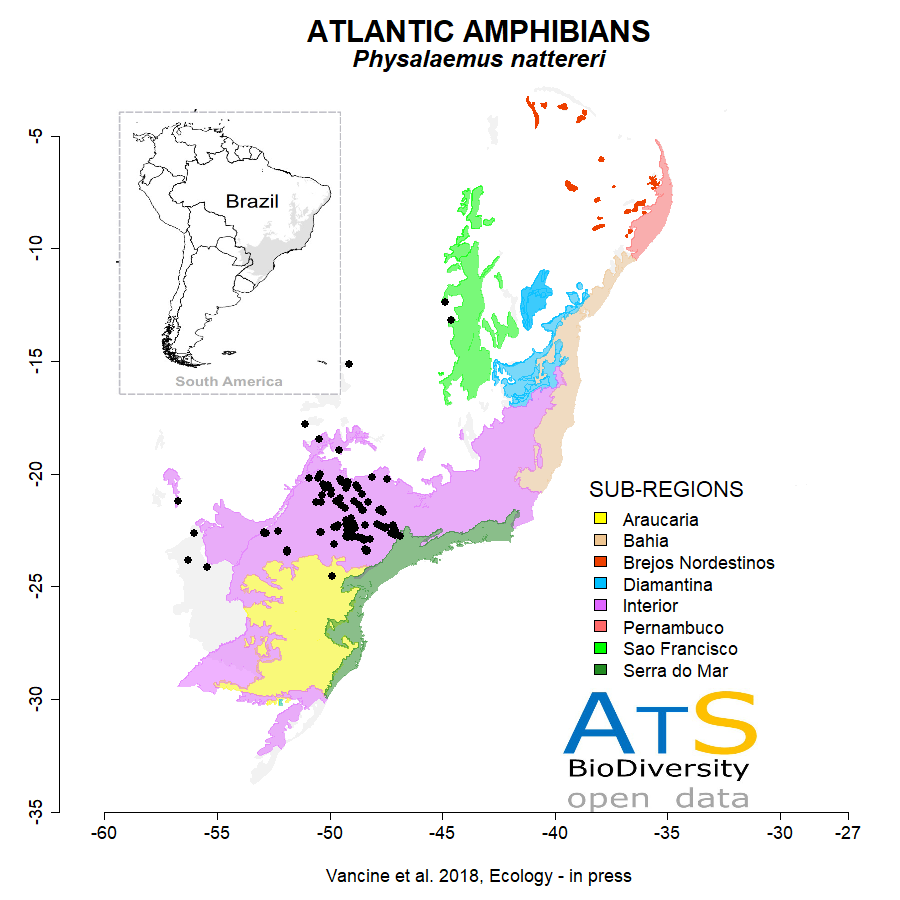 ATLANTIC AMPHIBIANS
Physalaemus nattereri
-5
-10
-15
-20
-25
-30
-35
Brazil
South America
SUB-REGIONS
Araucaria
Bahia
Brejos Nordestinos
Diamantina
Interior
Pernambuco
Sao Francisco
Serra do Mar
ATS
BioDiversity
open data
-60 -55 -50 -45 -40 -35 -30 -27
Vancine et al. 2018, Ecology - in press